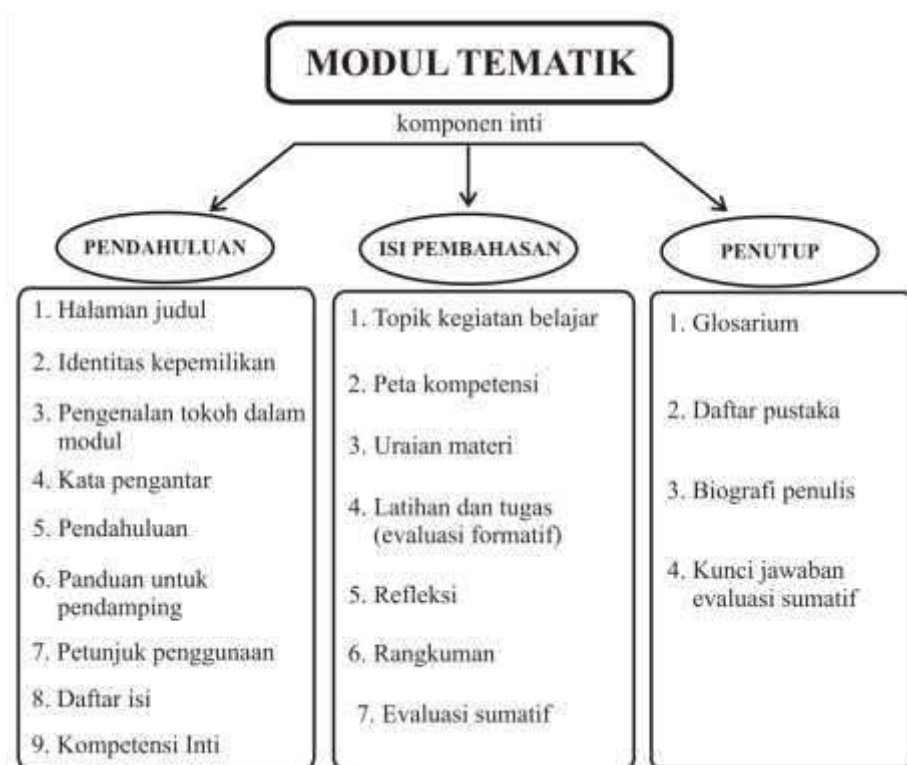 MODUL TEMATIK
komponen inti
PENDAHULUAN
1. Halaman judul
2. Identitas kepemilikan
3. Pengenalan tokoh dalam
modul
4. Kata pengantar
5. Pendahuluan
6. Panduan untuk
pendamping
7. Petunjuk penggunaan
8. Daftar isi
9. Kompetensi Inti
ISI PEMBAHASAN
1. Topik kegiatan belajar
2. Peta kompetensi
3. Uraian materi
4. Latihan dan tugas
(evaluasi formatif)
5. Refleksi
6. Rangkuman
7. Evaluasi sumatif
PENUTUP
1. Glosarium
2. Daftar pustaka
3. Biografi penulis
4. Kunci jawaban
evaluasi sumatif